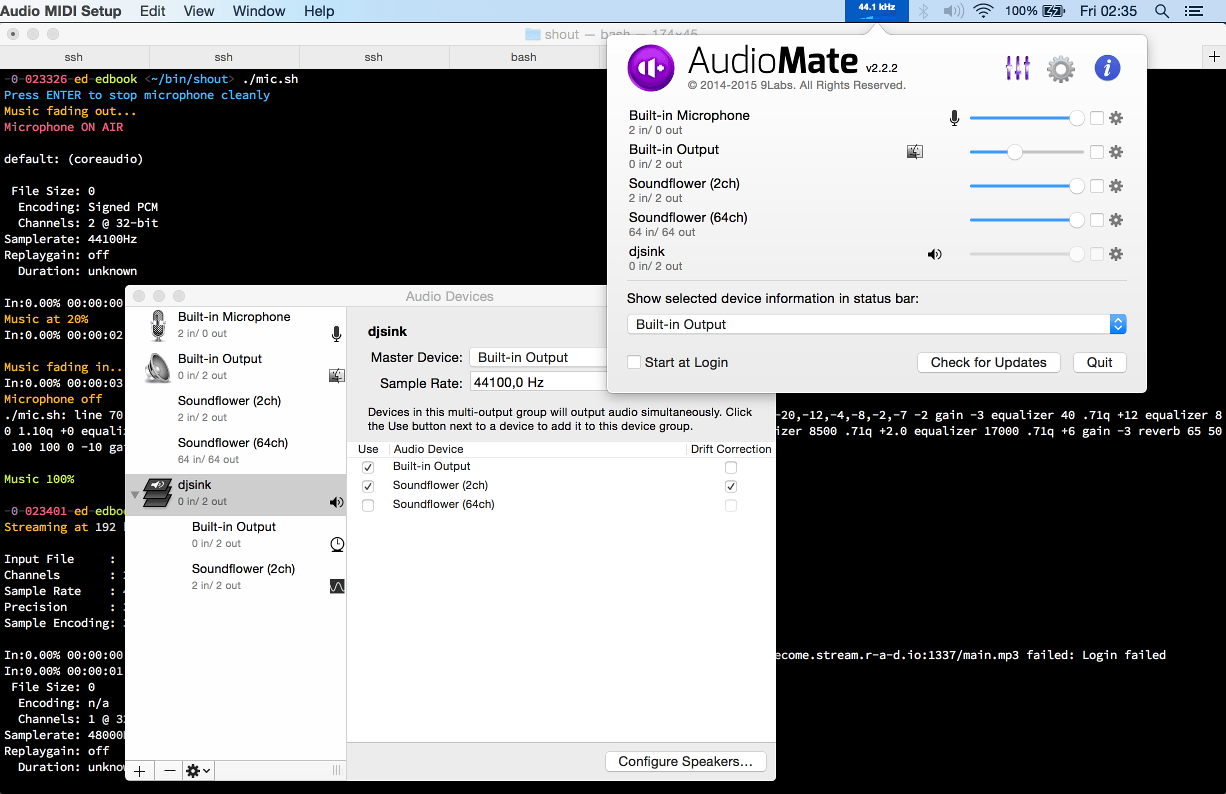 Audio MIDI Setup Edit View Window Help 44.1 kHz 100% Fri 02:35
shout — bash — 174×45
ssh ssh ssh bash
-0-023326-ed-edbook <~/bin/shout> ./mic.sh
Press ENTER to stop microphone cleanly
Music fading out...
Microphone ON AIR
default: (coreaudio)
File Size: 0
Encoding: Signed PCM
Channels: 2 @ 32-bit
Samplerate: 44100Hz
Replaygain: off
Duration: unknown
In:0.00% 00:00:00
Music at 20%
In:0.00% 00:00:02
Music fading in..
In:0.00% 00:00:03
Microphone off
./mic.sh: line 70
-20,-12,-4,-8,-2,-7 -2 gain -3 equalizer 40 .71q +12 equalizer 8
0 1.10q +0 equali
izer 8500 .71q +2.0 equalizer 17000 .71q +6 gain -3 reverb 65 50
100 100 0 -10 gai
Music 100%
-0-023401-ed-edboo
Streaming at 192
Input File :
Channels :
Sample Rate :
Precision :
Sample Encoding:
In:0.00% 00:00:00
ecome.stream.r-a-d.io:1337/main.mp3 failed: Login failed
In:0.00% 00:00:01
File Size: 0
Encoding: n/a
Channels: 1 @ 32
Samplerate: 48000
Replaygain: off
Duration: unkno
Audio Devices
Built-in Microphone
2 in/ 0 out
Built-in Output
0 in/ 2 out
Soundflower (2ch)
2 in/ 2 out
Soundflower (64ch)
64 in/ 64 out
djsink
0 in/ 2 out
Built-in Output
0 in/ 2 out
Soundflower (2ch)
2 in/ 2 out
djsink
Master Device: Built-in Output
Sample Rate: 44100,0 Hz
Devices in this multi-output group will output audio simultaneously. Click
the Use button next to a device to add it to this device group.
Use Audio Device Drift Correction
Built-in Output
Soundflower (2ch)
Soundflower (64ch)
Configure Speakers...
AudioMate v2.2.2
© 2014-2015 9Labs. All Rights Reserved.
Built-in Microphone
2 in/ 0 out
Built-in Output
0 in/ 2 out
Soundflower (2ch)
2 in/ 2 out
Soundflower (64ch)
64 in/ 64 out
djsink
0 in/ 2 out
Show selected device information in status bar:
Built-in Output
Start at Login Check for Updates Quit